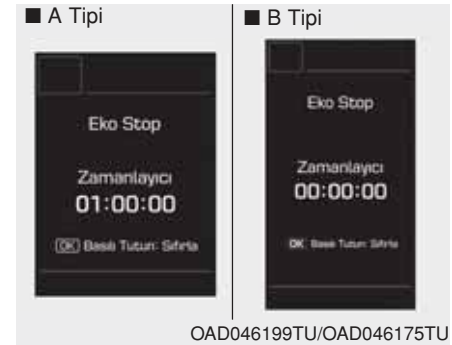 ■ A Tipi
Eko Stop
Zamanlayıcı
01:00:00
OK Basılı Tutun: Sıfırla
■ B Tipi
Eko Stop
Zamanlayıcı
00:00:00
OK Basılı Tutun: Sıfırla
OAD046199TU/OAD046175TU